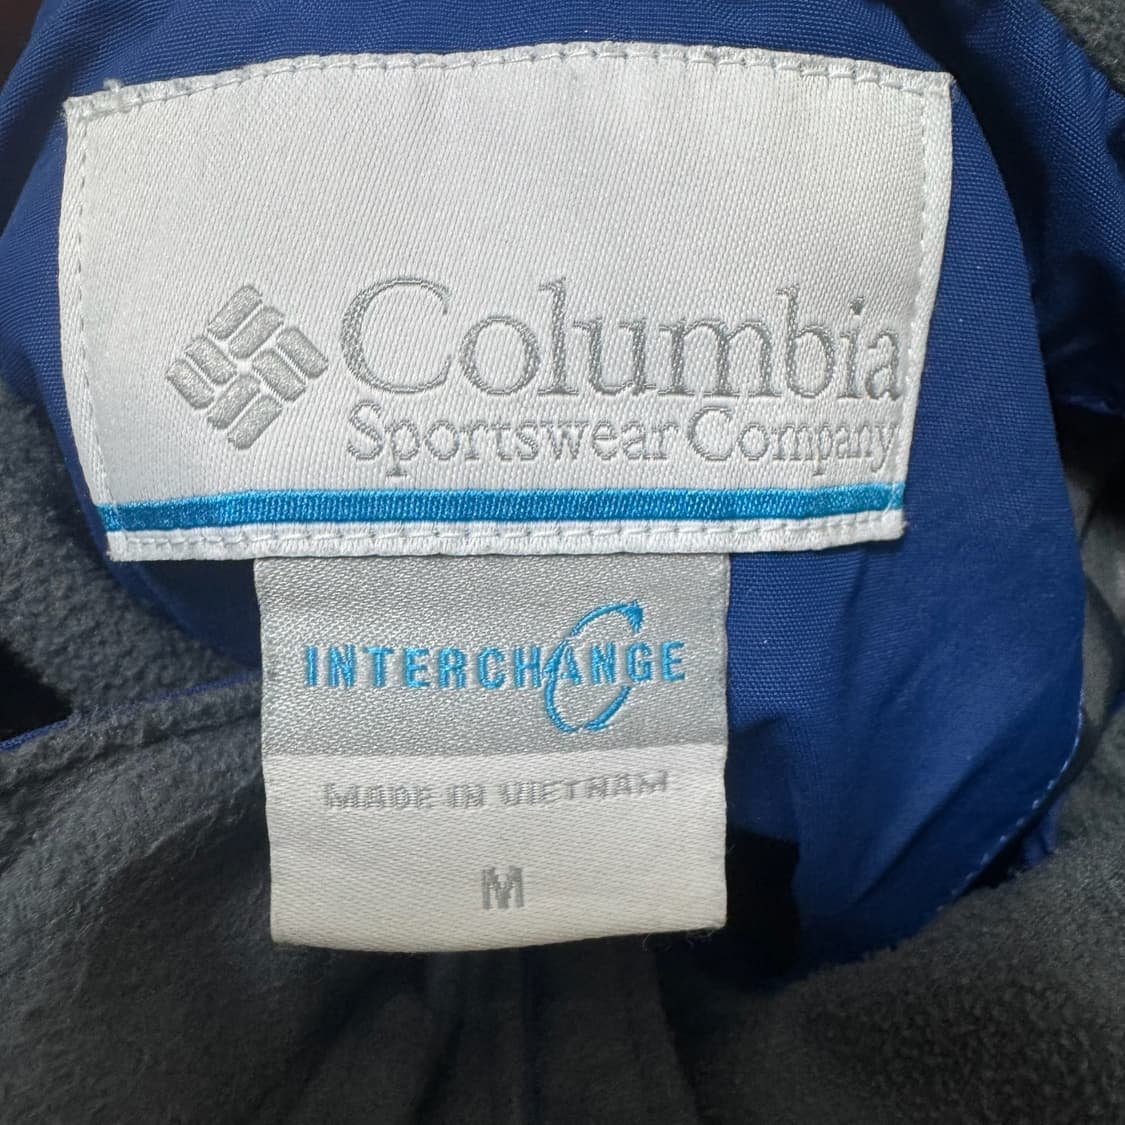 Columbia
Sportswear Company
INTERCHANGE
MADE IN VIETNAM
M